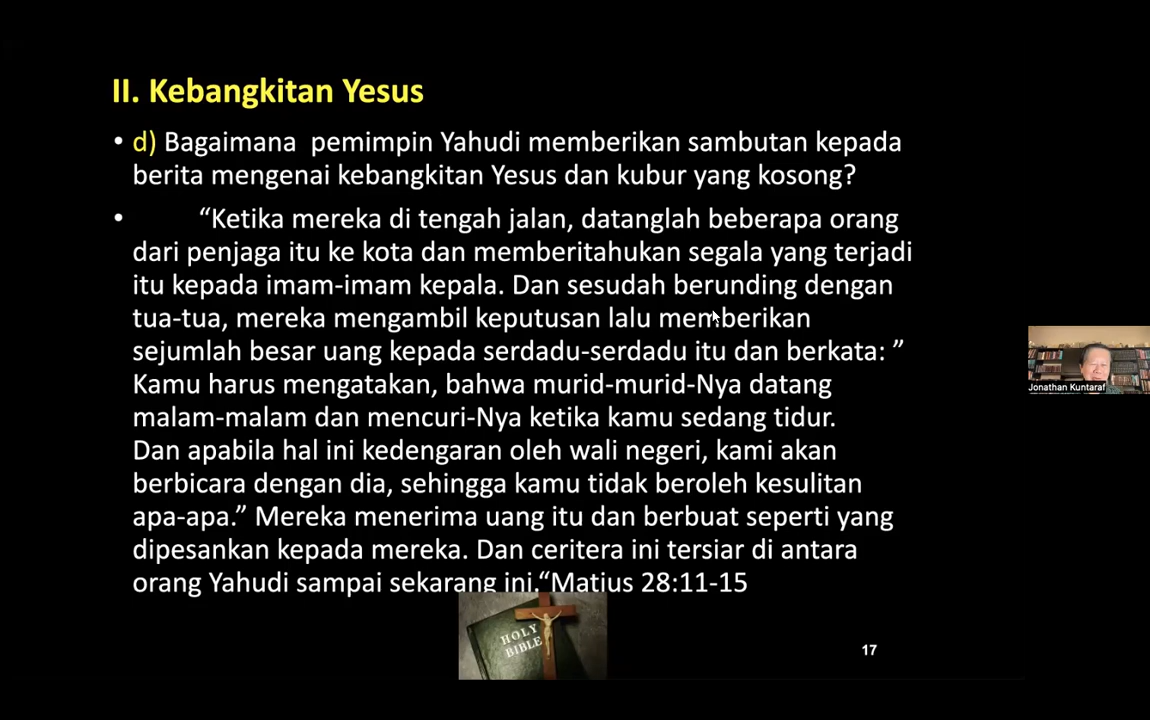 II. Kebangkitan Yesus
• d) Bagaimana pemimpin Yahudi memberikan sambutan kepada
berita mengenai kebangkitan Yesus dan kubur yang kosong?
• “Ketika mereka di tengah jalan, datanglah beberapa orang
dari penjaga itu ke kota dan memberitahukan segala yang terjadi
itu kepada imam-imam kepala. Dan sesudah berunding dengan
tua-tua, mereka mengambil keputusan lalu memberikan
sejumlah besar uang kepada serdadu-serdadu itu dan berkata: ”
Kamu harus mengatakan, bahwa murid-murid-Nya datang
malam-malam dan mencuri-Nya ketika kamu sedang tidur.
Dan apabila hal ini kedengaran oleh wali negeri, kami akan
berbicara dengan dia, sehingga kamu tidak beroleh kesulitan
apa-apa.” Mereka menerima uang itu dan berbuat seperti yang
dipesankan kepada mereka. Dan ceritera ini tersiar di antara
orang Yahudi sampai sekarang ini.“Matius 28:11-15
HOLY
BIBLE
17
Jonathan Kuntaraf